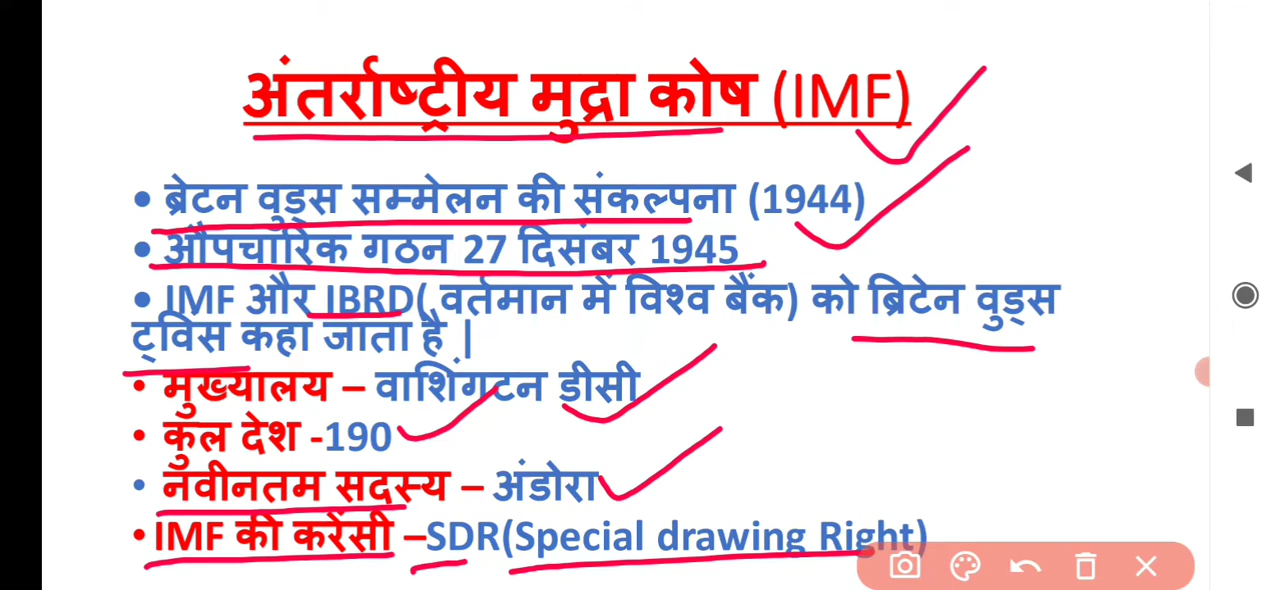 अंतर्राष्ट्रीय मुद्रा कोष (IMF)
• ब्रेटन वुड्स सम्मेलन की संकल्पना (1944)
• औपचारिक गठन 27 दिसंबर 1945
• IMF और IBRD( वर्तमान में विश्व बैंक) को ब्रिटेन वुड्स
ट्विंस कहा जाता है |
• मुख्यालय – वाशिंगटन डीसी
• कुल देश -190
• नवीनतम सदस्य – अंडोरा
• IMF की करेंसी –SDR(Special drawing Right)